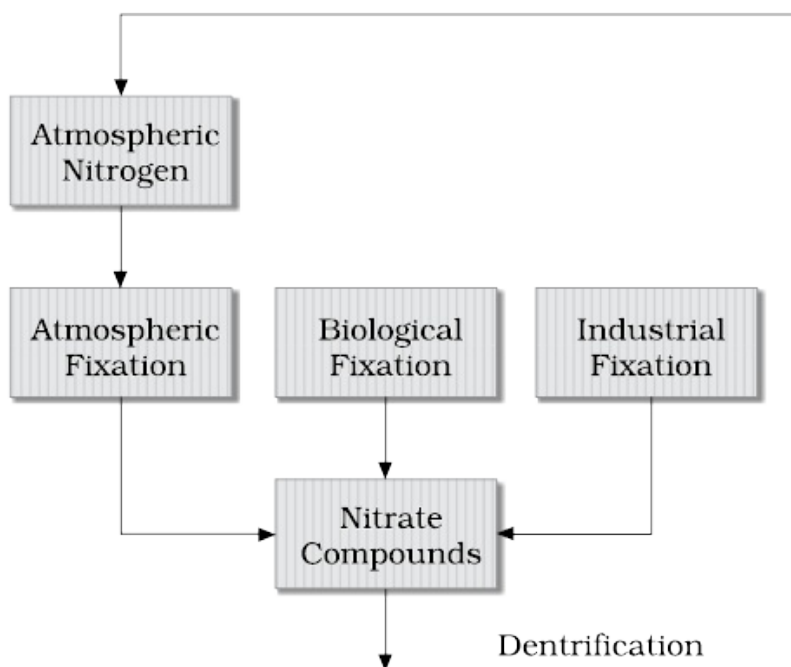 Atmospheric
Nitrogen
Atmospheric
Fixation
Biological
Fixation
Industrial
Fixation
Nitrate
Compounds
Dentrification